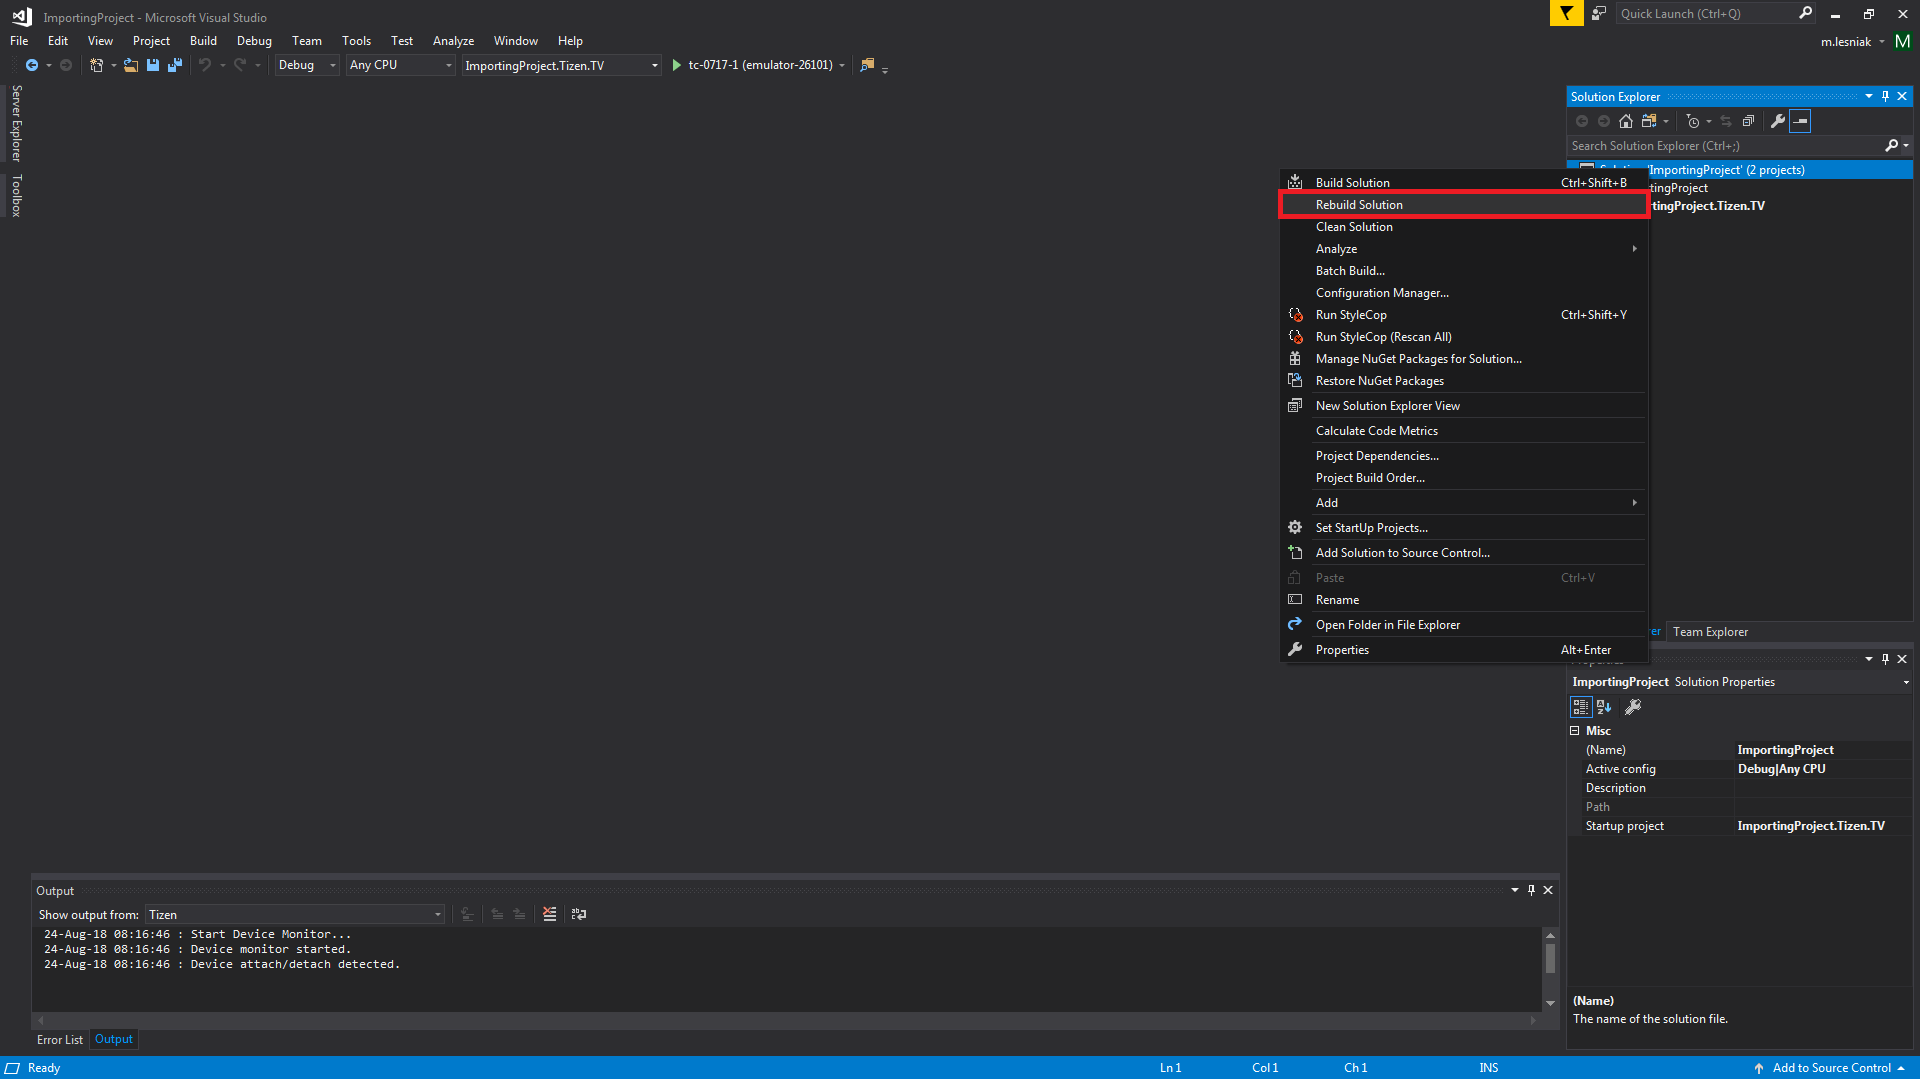 ImportingProject - Microsoft Visual Studio
Quick Launch (Ctrl+Q)
File Edit View Project Build Debug Team Tools Test Analyze Window Help
m.lesniak M
Debug Any CPU ImportingProject.Tizen.TV tc-0717-1 (emulator-26101)
Server Explorer
Toolbox
Solution Explorer
Search Solution Explorer (Ctrl+;)
'ImportingProject' (2 projects)
tingProject
rtingProject.Tizen.TV
Build Solution Ctrl+Shift+B
Rebuild Solution
Clean Solution
Analyze
Batch Build...
Configuration Manager...
Run StyleCop Ctrl+Shift+Y
Run StyleCop (Rescan All)
Manage NuGet Packages for Solution...
Restore NuGet Packages
New Solution Explorer View
Calculate Code Metrics
Project Dependencies...
Project Build Order...
Add
Set StartUp Projects...
Add Solution to Source Control...
Paste Ctrl+V
Rename
Open Folder in File Explorer
Properties Alt+Enter
er Team Explorer
ImportingProject Solution Properties
Misc
(Name) ImportingProject
Active config Debug|Any CPU
Description
Path
Startup project ImportingProject.Tizen.TV
(Name)
The name of the solution file.
Output
Show output from: Tizen
24-Aug-18 08:16:46 : Start Device Monitor...
24-Aug-18 08:16:46 : Device monitor started.
24-Aug-18 08:16:46 : Device attach/detach detected.
Error List Output
Ready Ln 1 Col 1 Ch 1 INS Add to Source Control